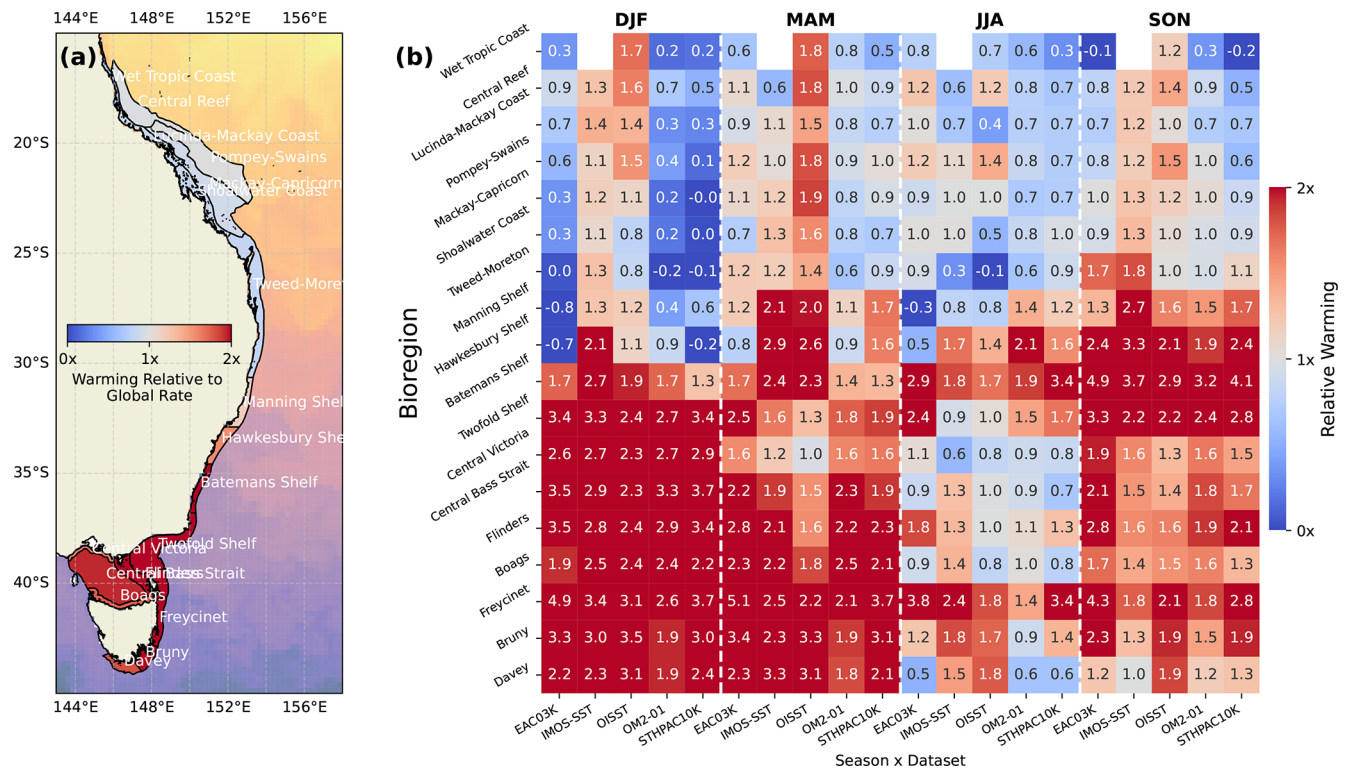 144°E 148°E 152°E 156°E
(a)
Wet Tropic Coast
Central Reef
Lucinda-Mackay Coast
Pompey-Swains
Mackay-Capricorn
Shoalwater Coast
Tweed-Moret
Manning Shel
Hawkesbury She
Batemans Shelf
Twofold Shelf
Central Victoria
Central Bass Strait
Flinders
Boags
Freycinet
Bruny
Davey
20°S
25°S
30°S
35°S
40°S
0x 1x 2x
Warming Relative to
Global Rate
144°E 148°E 152°E 156°E
(b)
DJF MAM JJA SON
Bioregion
Wet Tropic Coast 0.3 1.7 0.2 0.2 0.6 1.8 0.8 0.5 0.8 0.7 0.6 0.3 -0.1 1.2 0.3 -0.2
Central Reef 0.9 1.3 1.6 0.7 0.5 1.1 0.6 1.8 1.0 0.9 1.2 0.6 1.2 0.8 0.7 0.8 1.2 1.4 0.9 0.5
Lucinda-Mackay Coast 0.7 1.4 1.4 0.3 0.3 0.9 1.1 1.5 0.8 0.7 1.0 0.7 0.4 0.7 0.7 0.7 1.2 1.0 0.7 0.7
Pompey-Swains 0.6 1.1 1.5 0.4 0.1 1.2 1.0 1.8 0.9 1.0 1.2 1.1 1.4 0.8 0.7 0.8 1.2 1.5 1.0 0.6
Mackay-Capricorn 0.3 1.2 1.1 0.2 -0.0 1.1 1.2 1.9 0.8 0.9 0.9 1.0 1.0 0.7 0.7 1.0 1.3 1.2 1.0 0.9
Shoalwater Coast 0.3 1.1 0.8 0.2 0.0 0.7 1.3 1.6 0.8 0.7 1.0 1.0 0.5 0.8 1.0 0.9 1.3 1.0 1.0 0.9
Tweed-Moreton 0.0 1.3 0.8 -0.2 -0.1 1.2 1.2 1.4 0.6 0.9 0.9 0.3 -0.1 0.6 0.9 1.7 1.8 1.0 1.0 1.1
Manning Shelf -0.8 1.3 1.2 0.4 0.6 1.2 2.1 2.0 1.1 1.7 -0.3 0.8 0.8 1.4 1.2 1.3 2.7 1.6 1.5 1.7
Hawkesbury Shelf -0.7 2.1 1.1 0.9 -0.2 0.8 2.9 2.6 0.9 1.6 0.5 1.7 1.4 2.1 1.6 2.4 3.3 2.1 1.9 2.4
Batemans Shelf 1.7 2.7 1.9 1.7 1.3 1.7 2.4 2.3 1.4 1.3 2.9 1.8 1.7 1.9 3.4 4.9 3.7 2.9 3.2 4.1
Twofold Shelf 3.4 3.3 2.4 2.7 3.4 2.5 1.6 1.3 1.8 1.9 2.4 0.9 1.0 1.5 1.7 3.3 2.2 2.2 2.4 2.8
Central Victoria 2.6 2.7 2.3 2.7 2.9 1.6 1.2 1.0 1.6 1.6 1.1 0.6 0.8 0.9 0.8 1.9 1.6 1.3 1.6 1.5
Central Bass Strait 3.5 2.9 2.3 3.3 3.7 2.2 1.9 1.5 2.3 1.9 0.9 1.3 1.0 0.9 0.7 2.1 1.5 1.4 1.8 1.7
Flinders 3.5 2.8 2.4 2.9 3.4 2.8 2.1 1.6 2.2 2.3 1.8 1.3 1.0 1.1 1.3 2.8 1.6 1.6 1.9 2.1
Boags 1.9 2.5 2.4 2.4 2.2 2.3 2.2 1.8 2.5 2.1 0.9 1.4 0.8 1.0 0.8 1.7 1.4 1.5 1.6 1.3
Freycinet 4.9 3.4 3.1 2.6 3.7 5.1 2.5 2.2 2.1 3.7 3.8 2.4 1.8 1.4 3.4 4.3 1.8 2.1 1.8 2.8
Bruny 3.3 3.0 3.5 1.9 3.0 3.4 2.3 3.3 1.9 3.1 1.2 1.8 1.7 0.9 1.4 2.3 1.3 1.9 1.5 1.9
Davey 2.2 2.3 3.1 1.9 2.4 2.3 3.3 3.1 1.8 2.1 0.5 1.5 1.8 0.6 0.6 1.2 1.0 1.9 1.2 1.3
EAC03K IMOS-SST OISST OM2-01 STHPAC10K EAC03K IMOS-SST OISST OM2-01 STHPAC10K EAC03K IMOS-SST OISST OM2-01 STHPAC10K EAC03K IMOS-SST OISST OM2-01 STHPAC10K
Season x Dataset
2x
1x
0x
Relative Warming